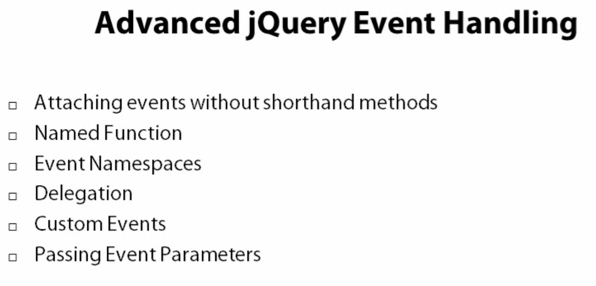 Advanced jQuery Event Handling
Attaching events without shorthand methods
Named Function
Event Namespaces
Delegation
Custom Events
Passing Event Parameters